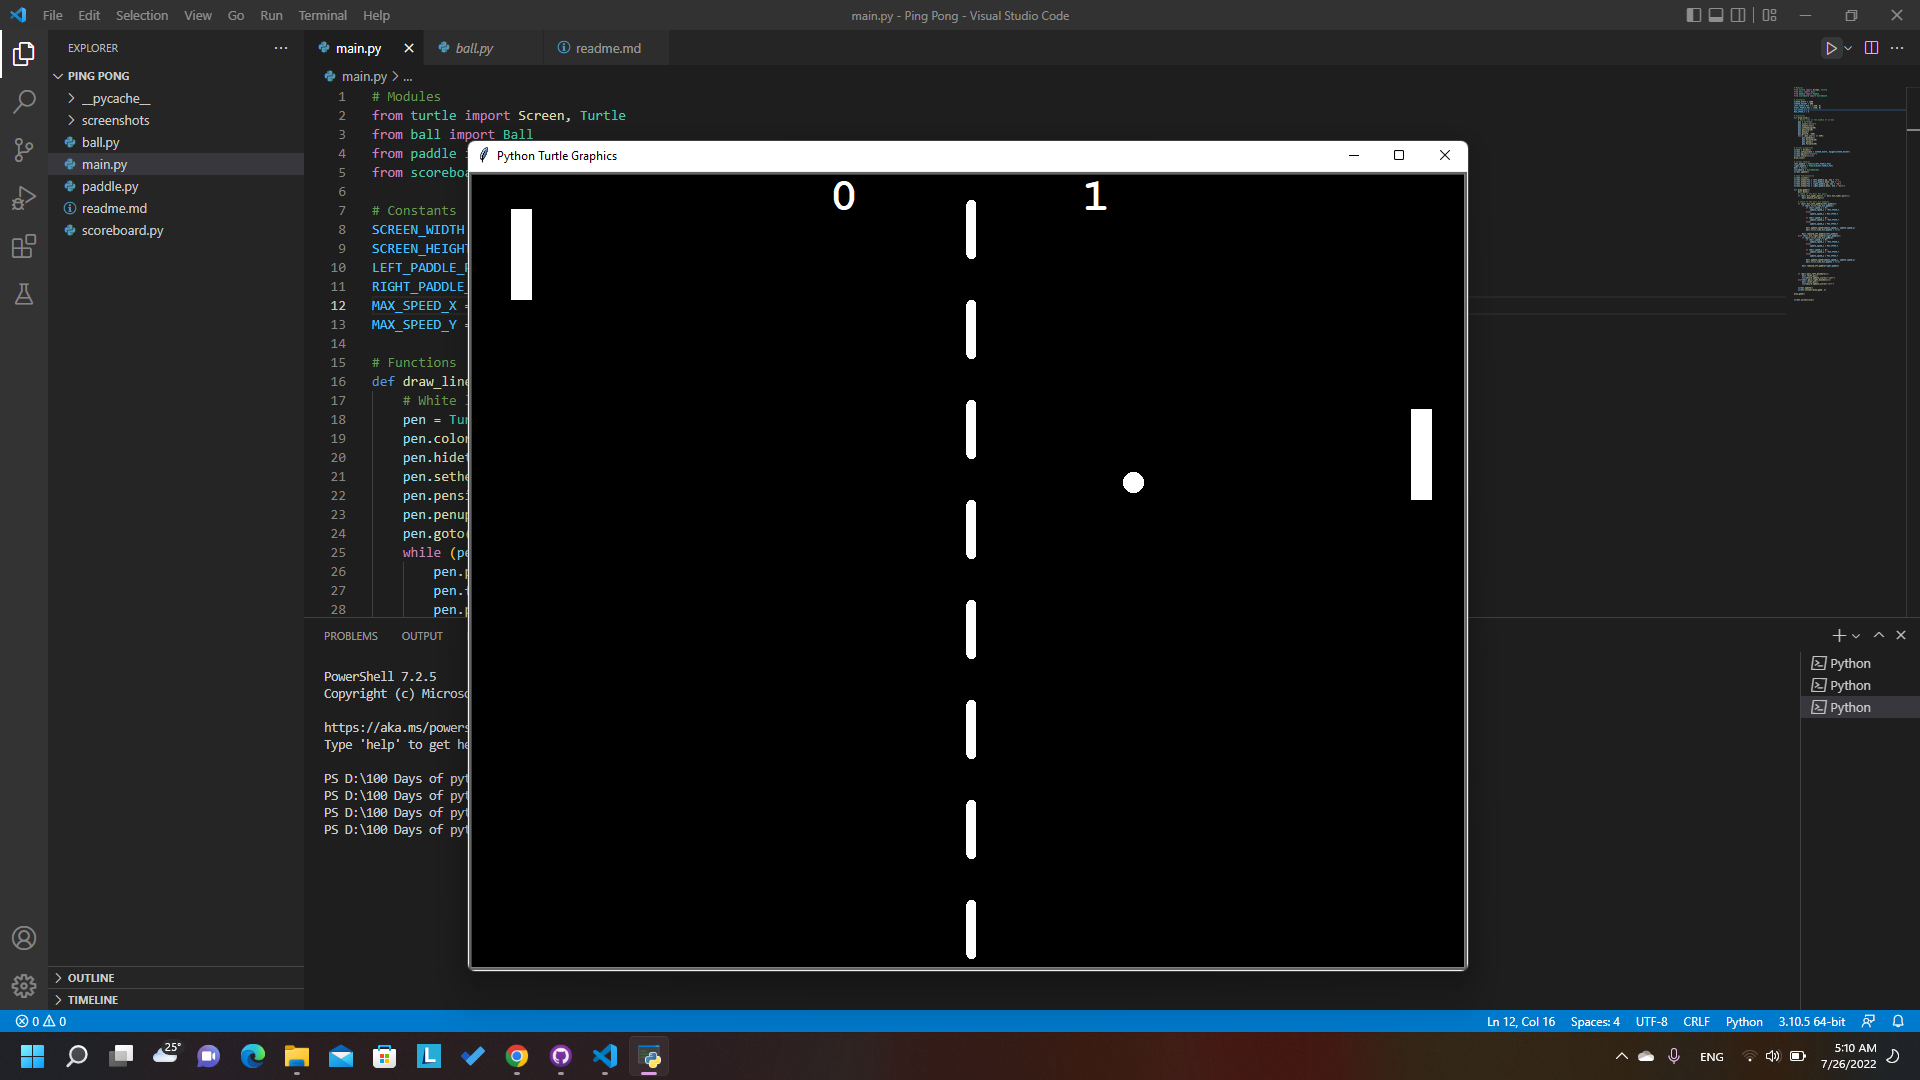 File Edit Selection View Go Run Terminal Help
main.py - Ping Pong - Visual Studio Code
EXPLORER
PING PONG
__pycache__
screenshots
ball.py
main.py
paddle.py
readme.md
scoreboard.py
OUTLINE
TIMELINE
main.py ball.py readme.md
main.py > ...
1 # Modules
2 from turtle import Screen, Turtle
3 from ball import Ball
4 from paddle
5 from scorebo
6
7 # Constants
8 SCREEN_WIDTH
9 SCREEN_HEIGHT
10 LEFT_PADDLE_
11 RIGHT_PADDLE_
12 MAX_SPEED_X =
13 MAX_SPEED_Y =
14
15 # Functions
16 def draw_line
17 # White
18 pen = Tur
19 pen.color
20 pen.hidet
21 pen.sethe
22 pen.pensi
23 pen.penup
24 pen.goto(
25 while (pe
26 pen.p
27 pen.
28 pen.p
Python Turtle Graphics
0 1
PROBLEMS OUTPUT
PowerShell 7.2.5
Copyright (c) Microso
https://aka.ms/powers
Type 'help' to get he
PS D:\100 Days of pyt
PS D:\100 Days of pyt
PS D:\100 Days of pyt
PS D:\100 Days of pyt
Python
Python
Python
0 0
Ln 12, Col 16 Spaces: 4 UTF-8 CRLF Python 3.10.5 64-bit
25°
L
ENG
5:10 AM
7/26/2022